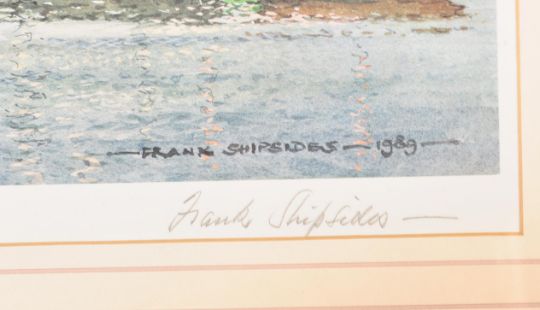 — FRANK SHIPSIDES — 1989 —
Frank Shipsides —